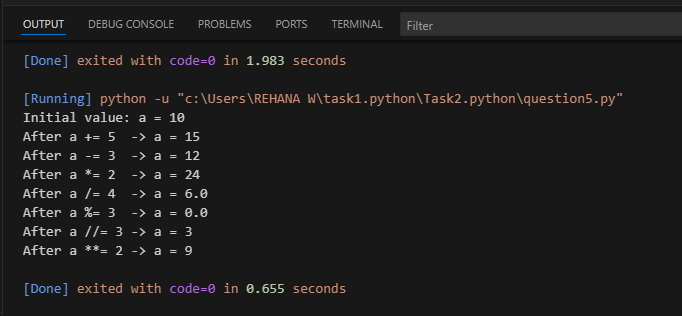 OUTPUT DEBUG CONSOLE PROBLEMS PORTS TERMINAL Filter
[Done] exited with code=0 in 1.983 seconds
[Running] python -u "c:\Users\REHANA W\task1.python\Task2.python\question5.py"
Initial value: a = 10
After a += 5  -> a = 15
After a -= 3  -> a = 12
After a *= 2  -> a = 24
After a /= 4  -> a = 6.0
After a %= 3  -> a = 0.0
After a //= 3 -> a = 3
After a **= 2 -> a = 9
[Done] exited with code=0 in 0.655 seconds